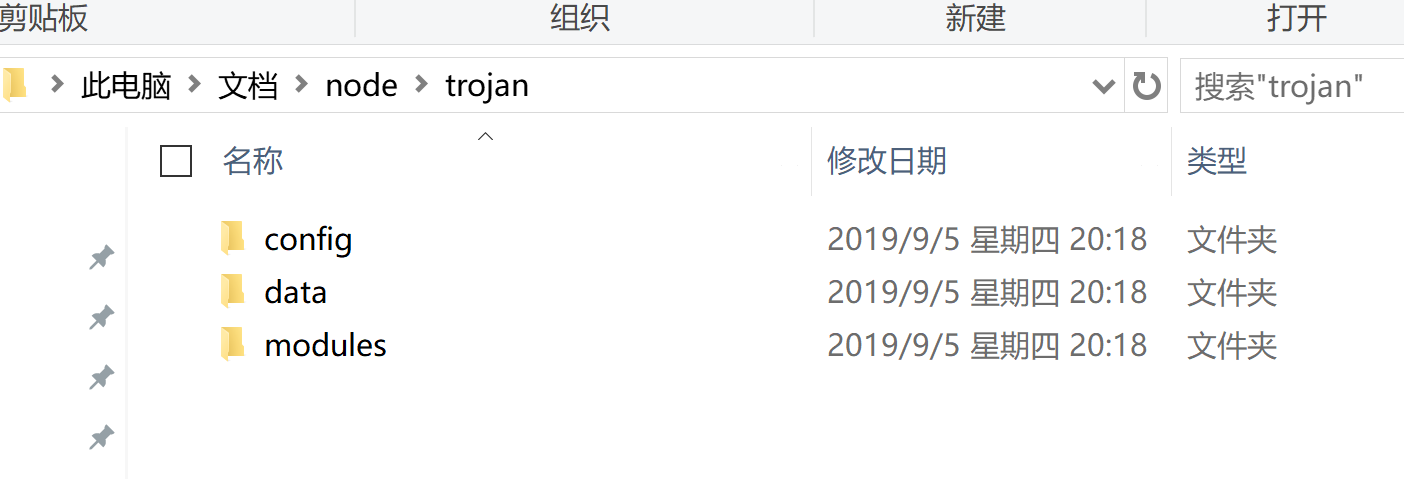 剪贴板 组织 新建 打开
此电脑 文档 node trojan 搜索"trojan"
名称 修改日期 类型
config 2019/9/5 星期四 20:18 文件夹
data 2019/9/5 星期四 20:18 文件夹
modules 2019/9/5 星期四 20:18 文件夹